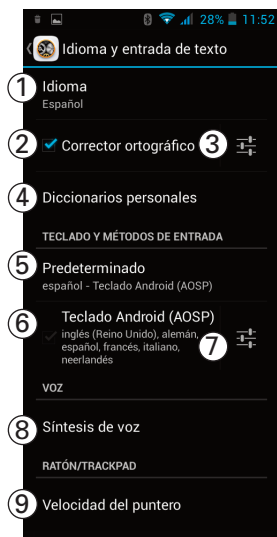 28% 11:52
Idioma y entrada de texto
1 Idioma
Español
2 Corrector ortográfico 3
4 Diccionarios personales
TECLADO Y MÉTODOS DE ENTRADA
5 Predeterminado
español - Teclado Android (AOSP)
6 Teclado Android (AOSP)
inglés (Reino Unido), alemán,
español, francés, italiano, 7
neerlandés
VOZ
8 Síntesis de voz
RATÓN/TRACKPAD
9 Velocidad del puntero